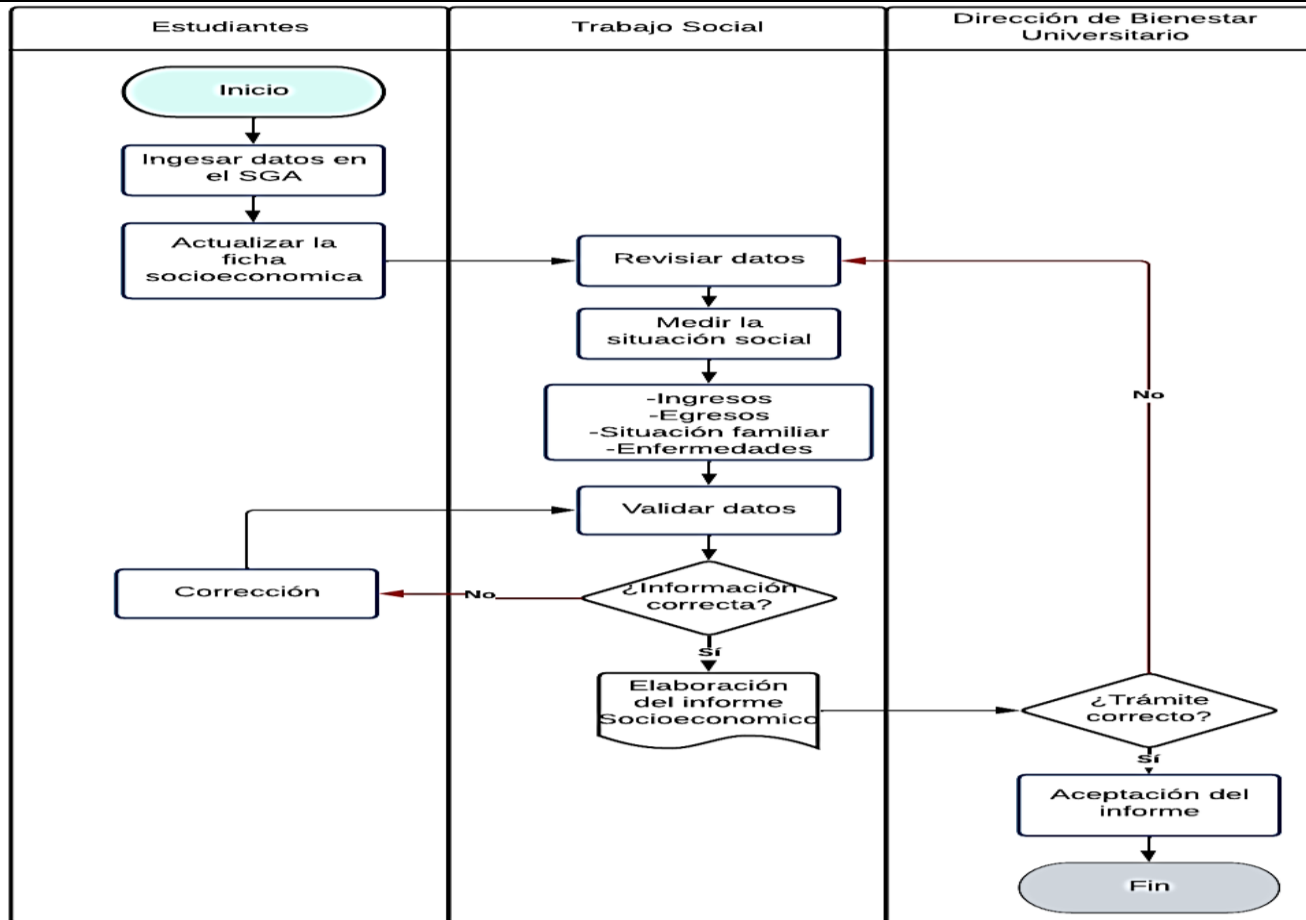 Estudiantes
Trabajo Social
Dirección de Bienestar
Universitario
Inicio
Ingesar datos en
el SGA
Actualizar la
ficha
socioeconomica
Revisiar datos
Medir la
situación social
-Ingresos
-Egresos
-Situación familiar
-Enfermedades
No
Validar datos
Corrección
No
¿Información
correcta?
Sí
Elaboración
del informe
Socioeconomico
¿Trámite
correcto?
Sí
Aceptación del
informe
Fin